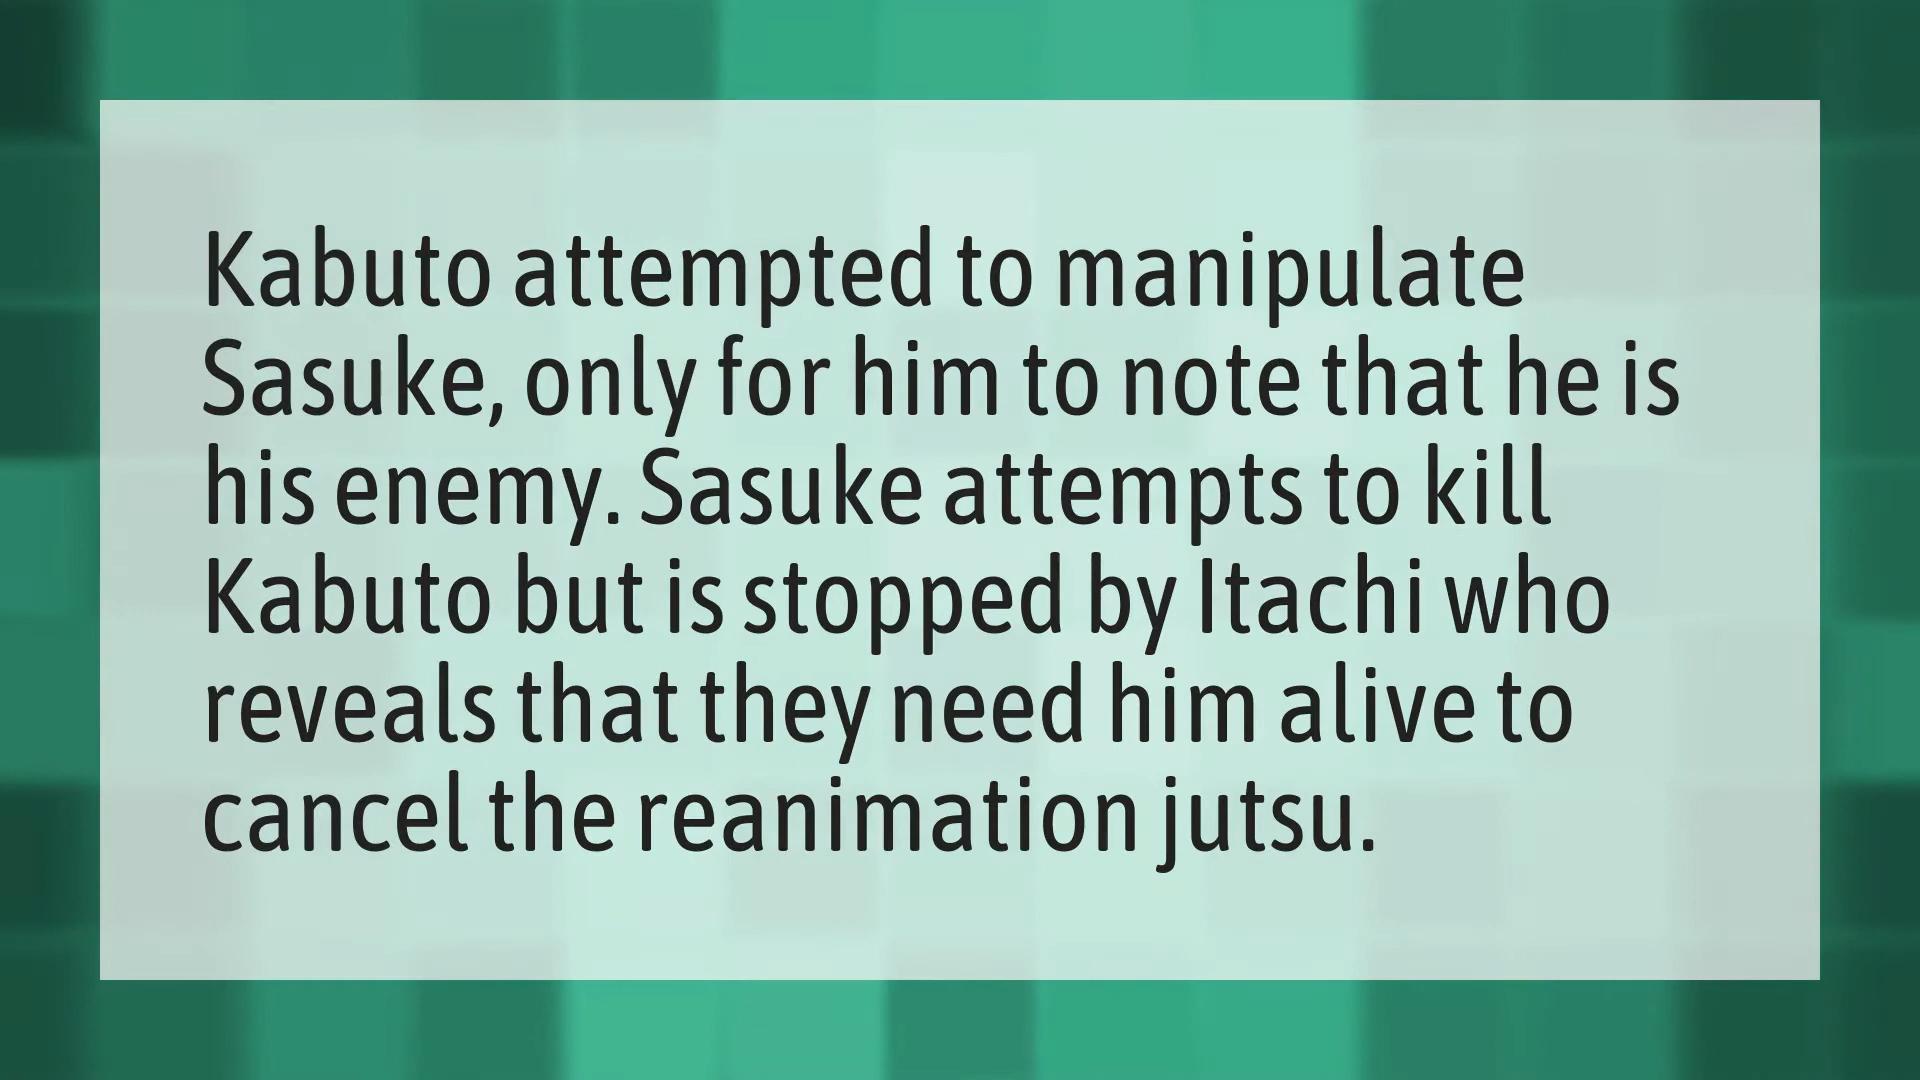 Kabuto attempted to manipulate
Sasuke, only for him to note that he is
his enemy. Sasuke attempts to kill
Kabuto but is stopped by Itachi who
reveals that they need him alive to
cancel the reanimation jutsu.